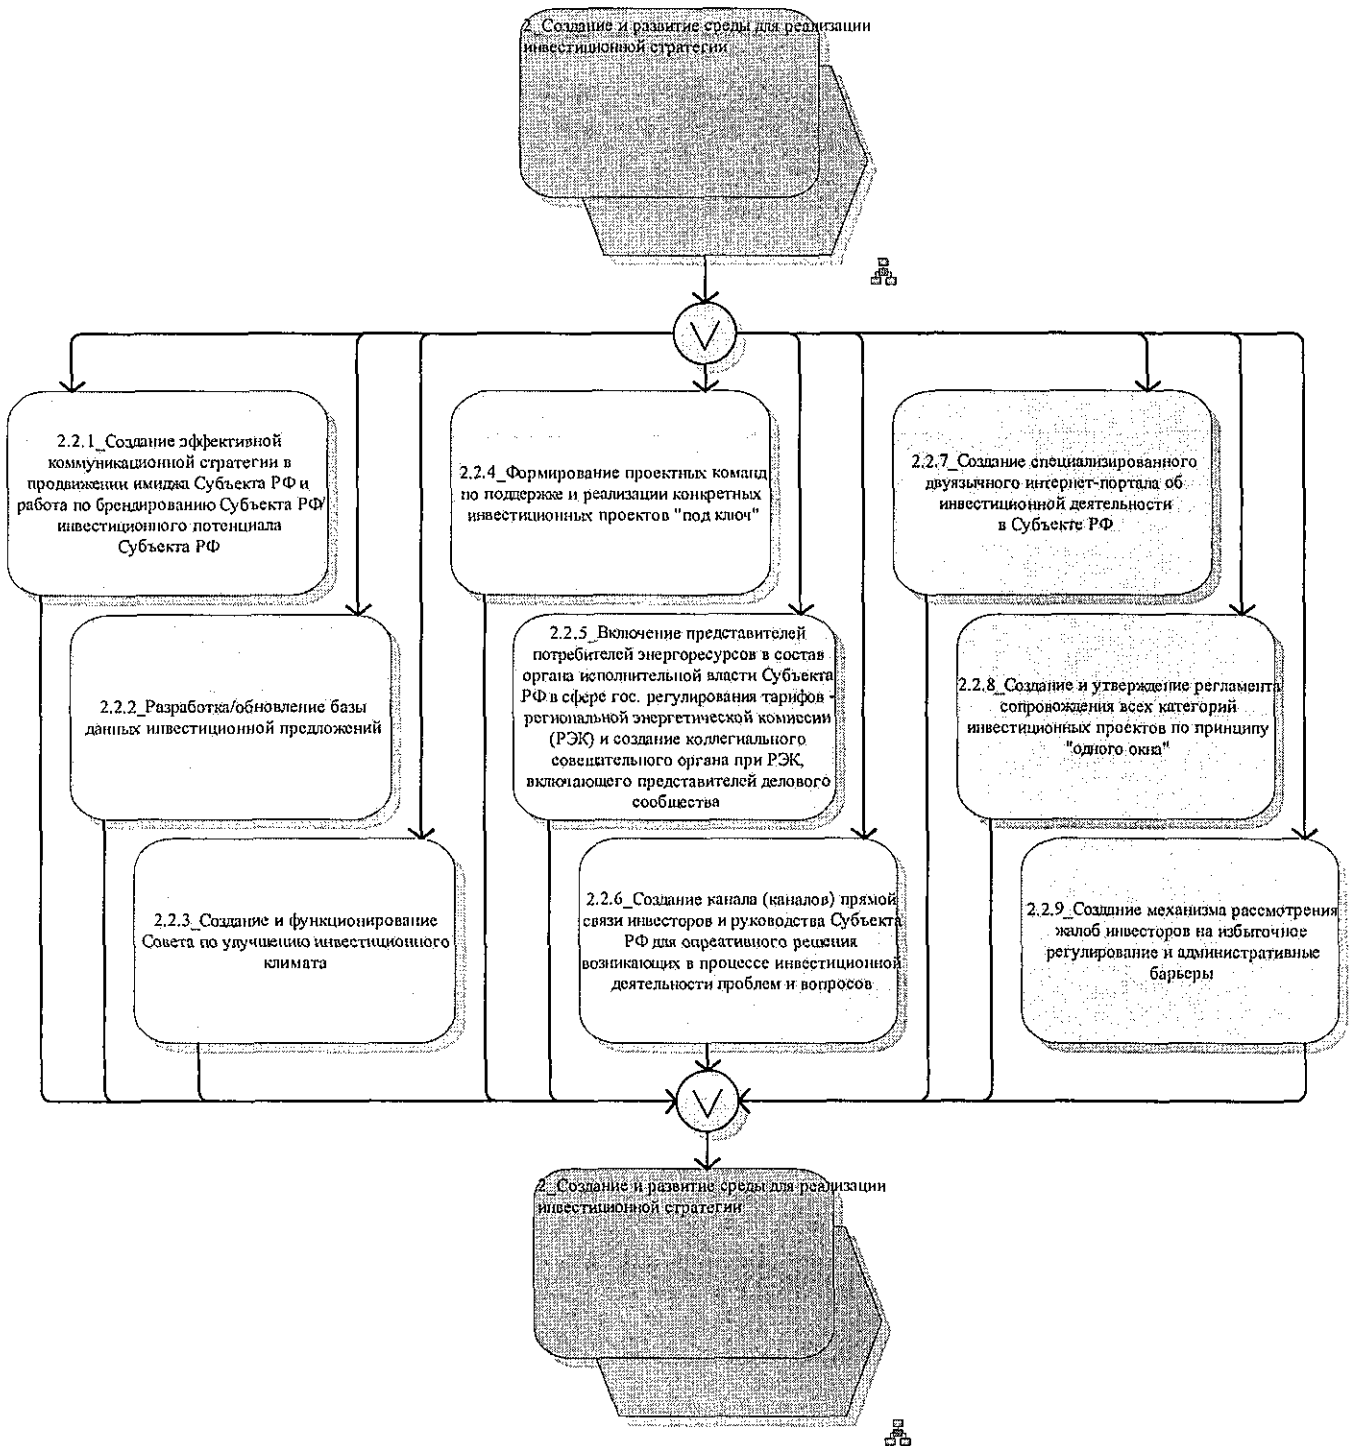 2_Создание и развитие среды для реализации
инвестиционной стратегии
2.2.1_Создание эффективной
коммуникационной стратегии в
продвижении имиджа Субъекта РФ и
работа по брендированию Субъекта РФ/
инвестиционного потенциала
Субъекта РФ
2.2.2_Разработка/обновление базы
данных инвестиционной предложений
2.2.3_Создание и функционирование
Совета по улучшению инвестиционного
климата
2.2.4_Формирование проектных команд
по поддержке и реализации конкретных
инвестиционных проектов "под ключ"
2.2.5_Включение представителей
потребителей энергоресурсов в состав
органа исполнительной власти Субъекта
РФ в сфере гос. регулирования тарифов -
региональной энергетической комиссии
(РЭК) и создание коллегиального
совещательного органа при РЭК,
включающего представителей делового
сообщества
2.2.6_Создание канала (каналов) прямой
связи инвесторов и руководства Субъекта
РФ для опреативного решения
возникающих в процессе инвестиционной
деятельности проблем и вопросов
2.2.7_Создание специализированного
двуязычного интернет-портала об
инвестиционной деятельности
в Субъекте РФ
2.2.8_Создание и утверждение регламента
сопровождения всех категорий
инвестиционных проектов по принципу
"одного окна"
2.2.9_Создание механизма рассмотрения
жалоб инвесторов на избыточное
регулирование и административные
барьеры
2_Создание и развитие среды для реализации
инвестиционной стратегии